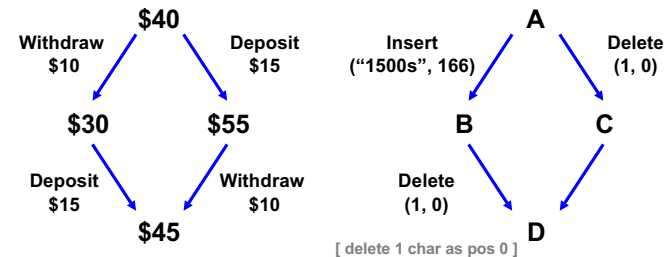 $40
Withdraw
$10
Deposit
$15
$30
$55
Deposit
$15
Withdraw
$10
$45
A
Insert
(“1500s”, 166)
Delete
(1, 0)
B
C
Delete
(1, 0)
D
[ delete 1 char as pos 0 ]